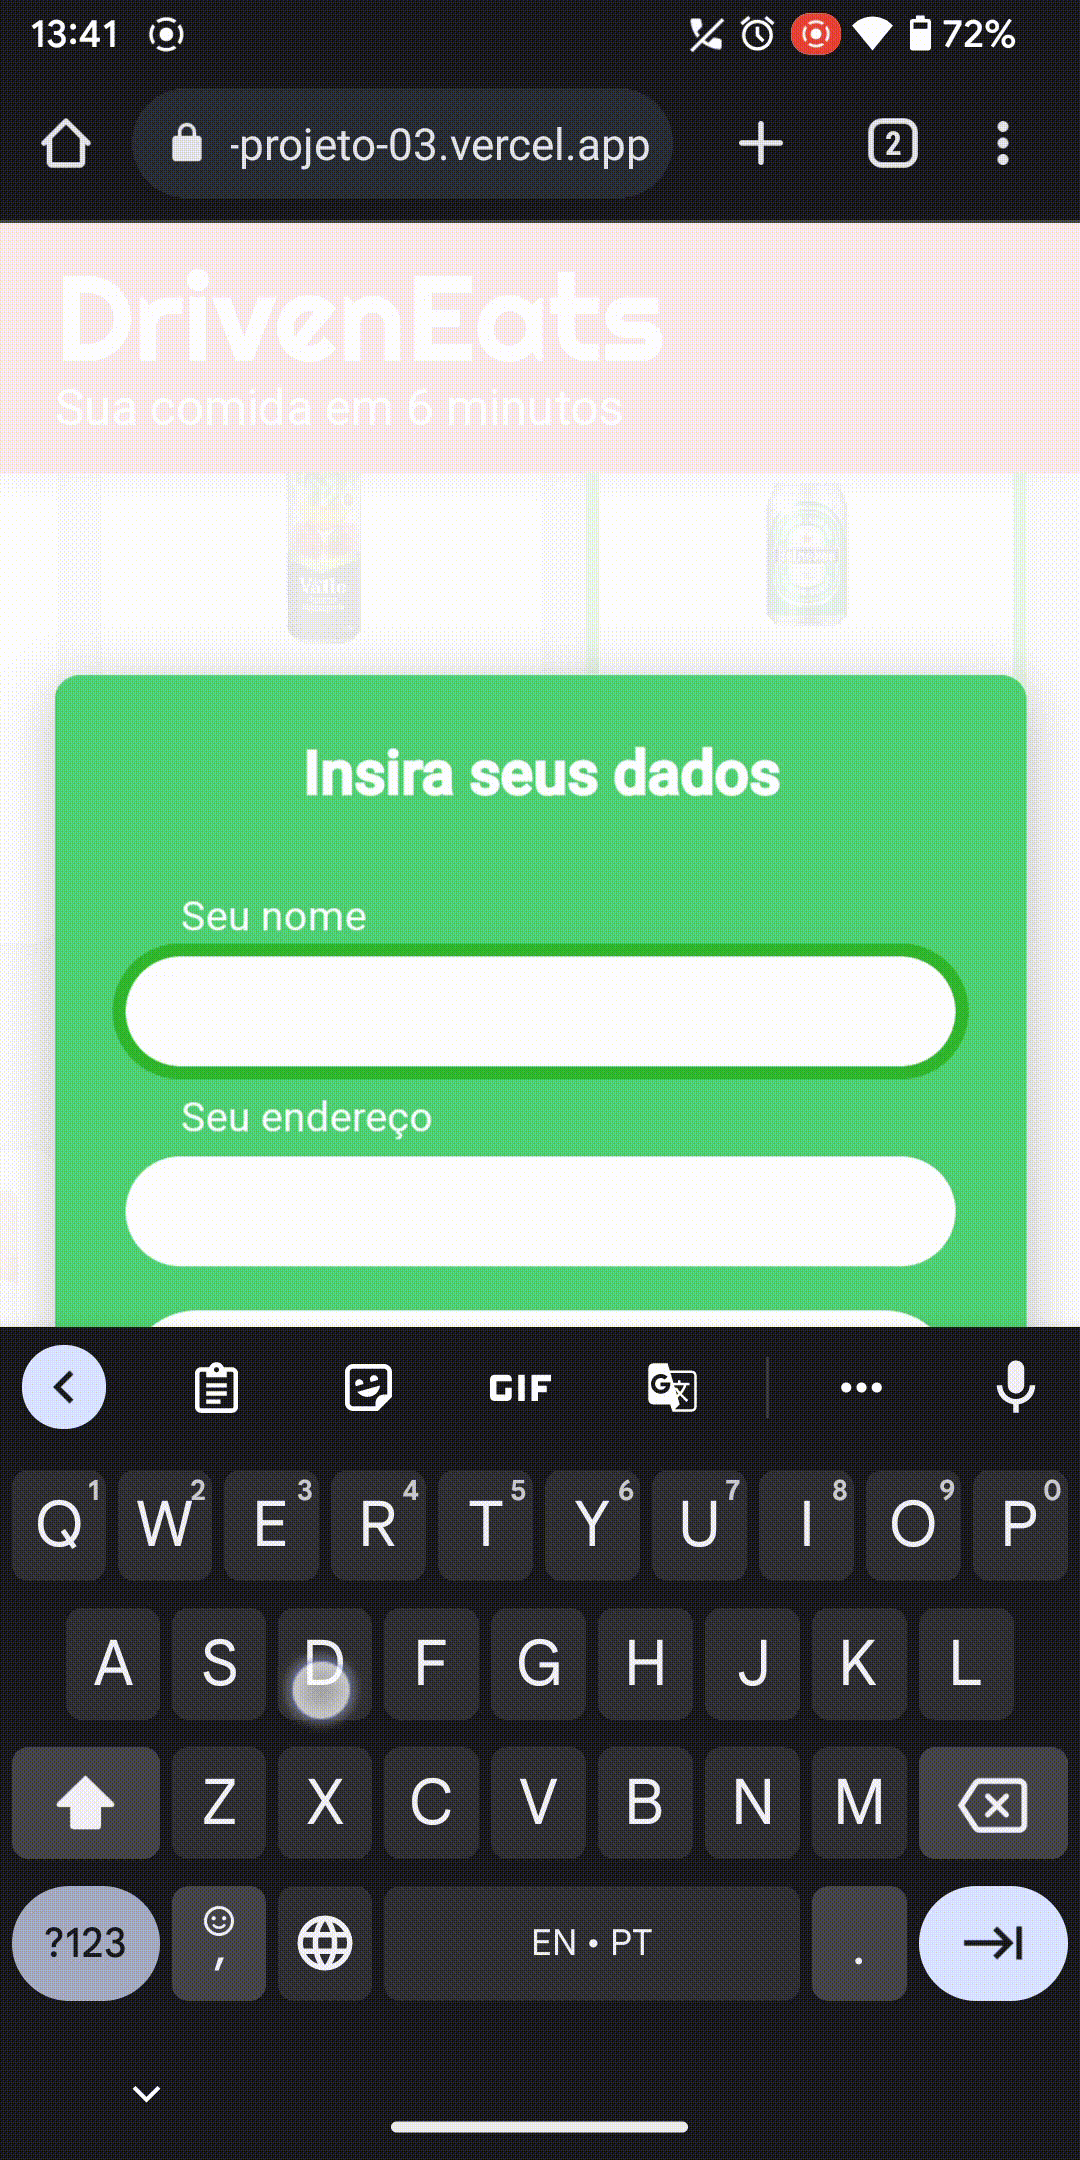 13:41 72%
-projeto-03.vercel.app 2
DrivenEats
Sua comida em 6 minutos
Insira seus dados
Seu nome
Seu endereço
GIF G
1 2 3 4 5 6 7 8 9 0
Q W E R T Y U I O P
A S D F G H J K L
Z X C V B N M
?123 , EN • PT .